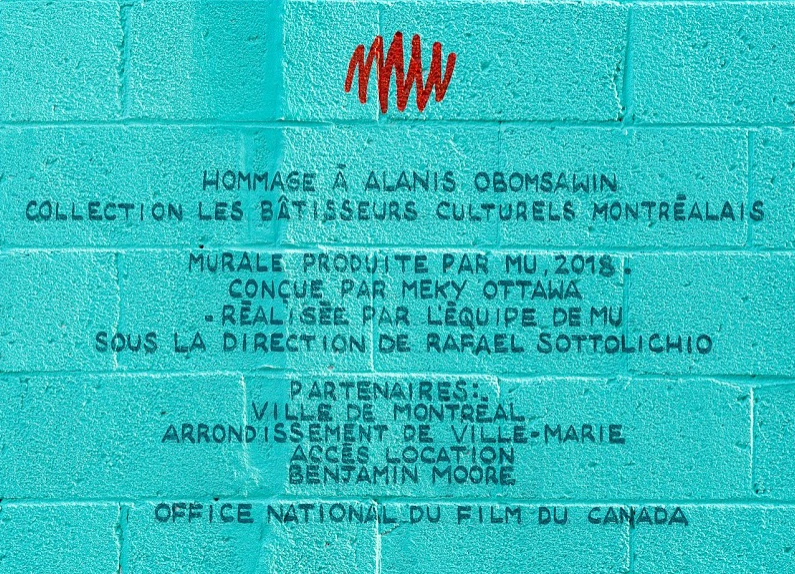 HOMMAGE À ALANIS OBOMSAWIN
COLLECTION LES BÂTISSEURS CULTURELS MONTRÉALAIS
MURALE PRODUITE PAR MU, 2018.
CONÇUE PAR MEKY OTTAWA
- RÉALISÉE PAR L'ÉQUIPE DE MU
SOUS LA DIRECTION DE RAFAEL SOTTOLICHIO
PARTENAIRES:
VILLE DE MONTRÉAL
ARRONDISSEMENT DE VILLE-MARIE
ACCÈS LOCATION
BENJAMIN MOORE
OFFICE NATIONAL DU FILM DU CANADA